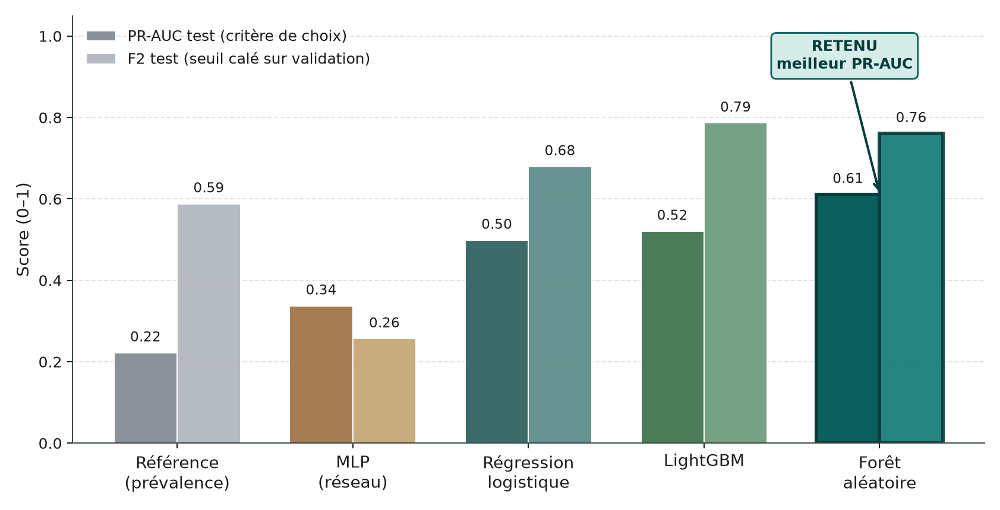 PR-AUC test (critère de choix)
F2 test (seuil calé sur validation)
RETENU
meilleur PR-AUC
Score (0–1)
1.0
0.8
0.6
0.4
0.2
0.0
0.22
0.59
0.34
0.26
0.50
0.68
0.52
0.79
0.61
0.76
Référence
(prévalence)
MLP
(réseau)
Régression
logistique
LightGBM
Forêt
aléatoire